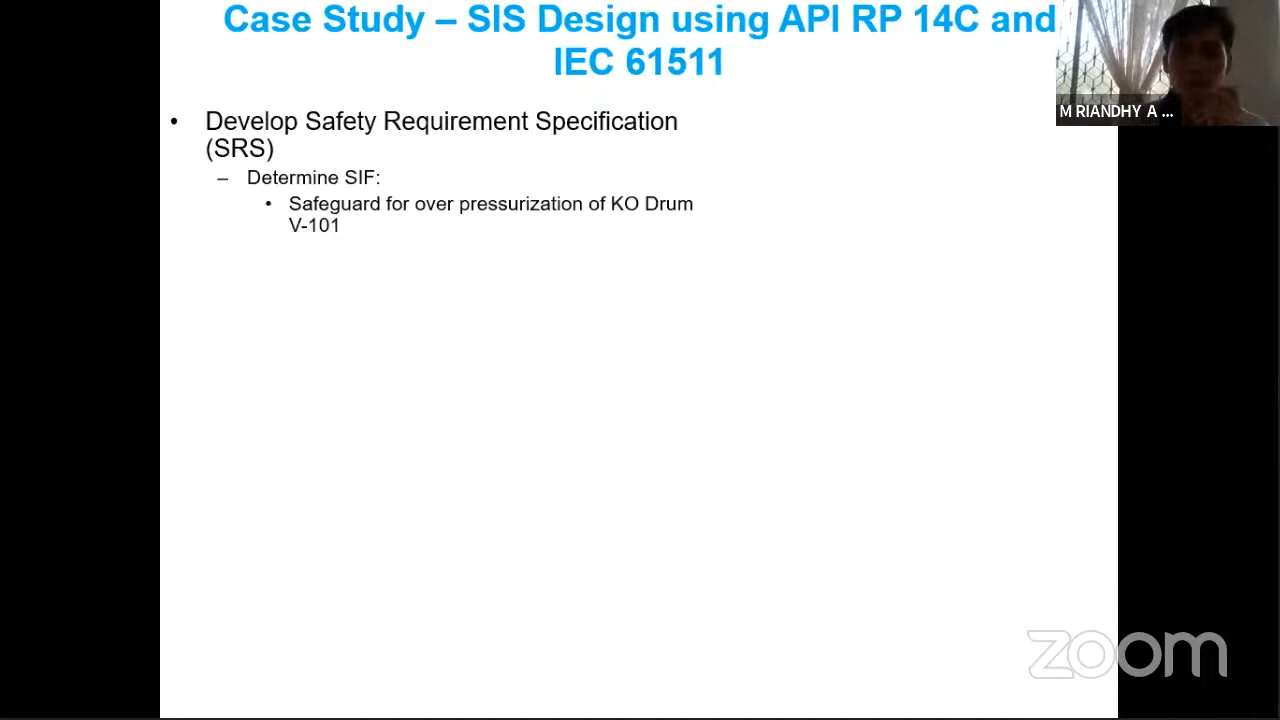 Case Study – SIS Design using API RP 14C and
IEC 61511
M RIANDHY A ...
• Develop Safety Requirement Specification
(SRS)
– Determine SIF:
• Safeguard for over pressurization of KO Drum
V-101
zoom